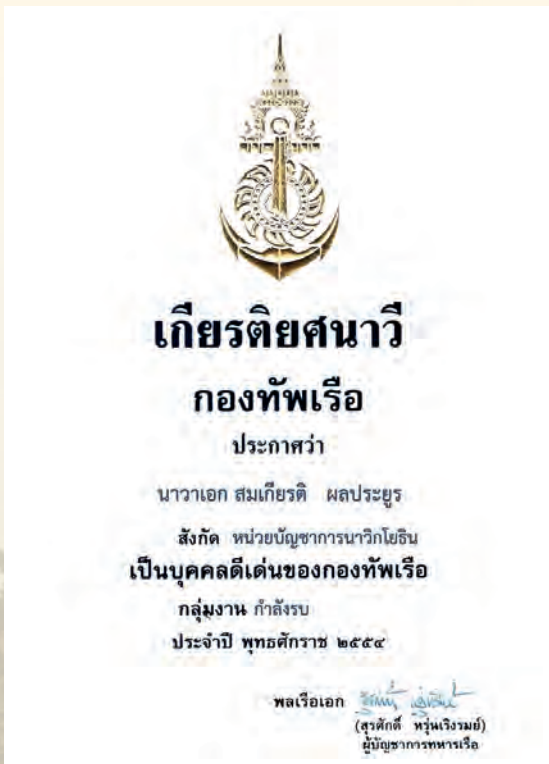 เกียรติยศนาวี
กองทัพเรือ
ประกาศว่า
นาวาเอก สมเกียรติ ผลประยูร
สังกัด หน่วยบัญชาการนาวิกโยธิน
เป็นบุคคลดีเด่นของกองทัพเรือ
กลุ่มงาน กำลังรบ
ประจำปี พุทธศักราช ๒๕๕๔
พลเรือเอก
(สุรศักดิ์ หรุ่นเริงรมย์)
ผู้บัญชาการทหารเรือ